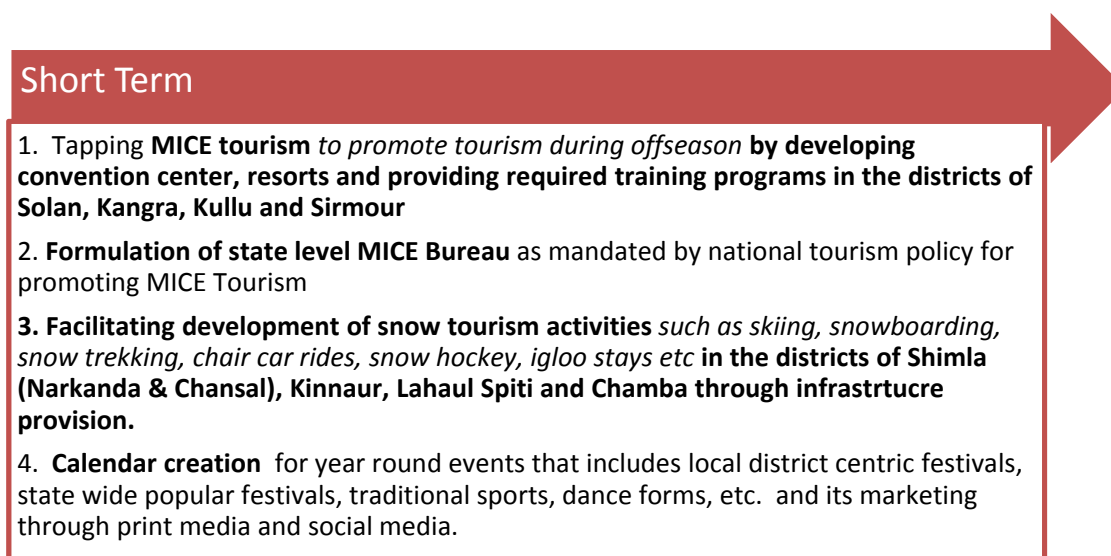 Short Term
1. Tapping MICE tourism to promote tourism during offseason by developing
convention center, resorts and providing required training programs in the districts of
Solan, Kangra, Kullu and Sirmour
2. Formulation of state level MICE Bureau as mandated by national tourism policy for
promoting MICE Tourism
3. Facilitating development of snow tourism activities such as skiing, snowboarding,
snow trekking, chair car rides, snow hockey, igloo stays etc in the districts of Shimla
(Narkanda & Chansal), Kinnaur, Lahaul Spiti and Chamba through infrastrtucre
provision.
4. Calendar creation for year round events that includes local district centric festivals,
state wide popular festivals, traditional sports, dance forms, etc. and its marketing
through print media and social media.